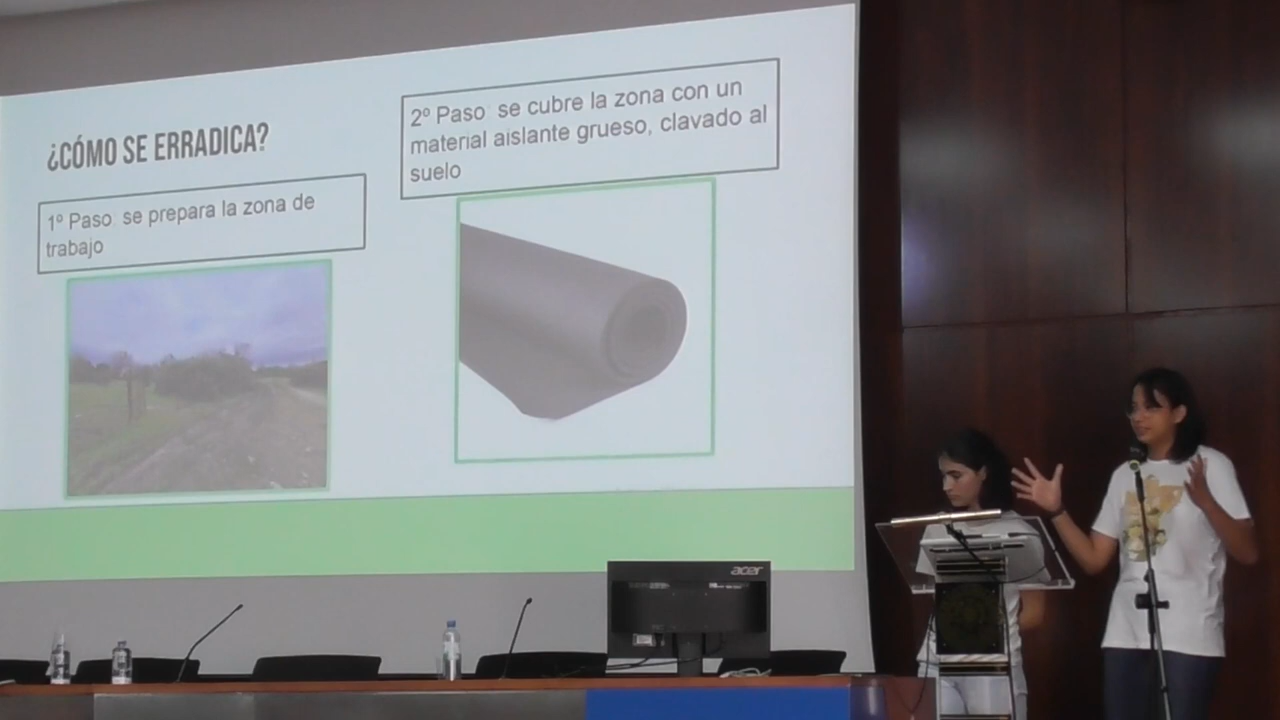 ¿CÓMO SE ERRADICA?
1º Paso se prepara la zona de
trabajo
2º Paso se cubre la zona con un
material aislante grueso, clavado al
suelo
acer